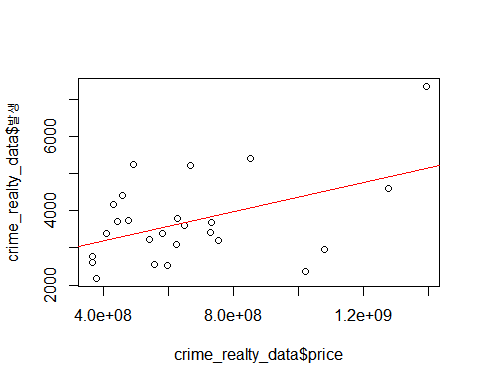 crime_realty_data$발생
6000
4000
2000
4.0e+08
8.0e+08
1.2e+09
crime_realty_data$price